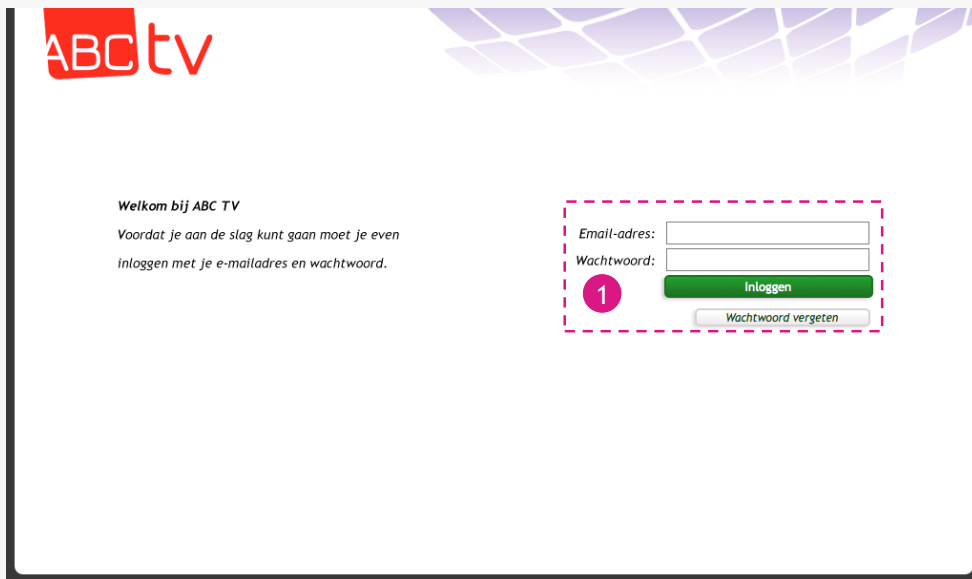 ABC tv
Welkom bij ABC TV
Voordat je aan de slag kunt gaan moet je even
inloggen met je e-mailadres en wachtwoord.
Email-adres:
Wachtwoord:
1
Inloggen
Wachtwoord vergeten